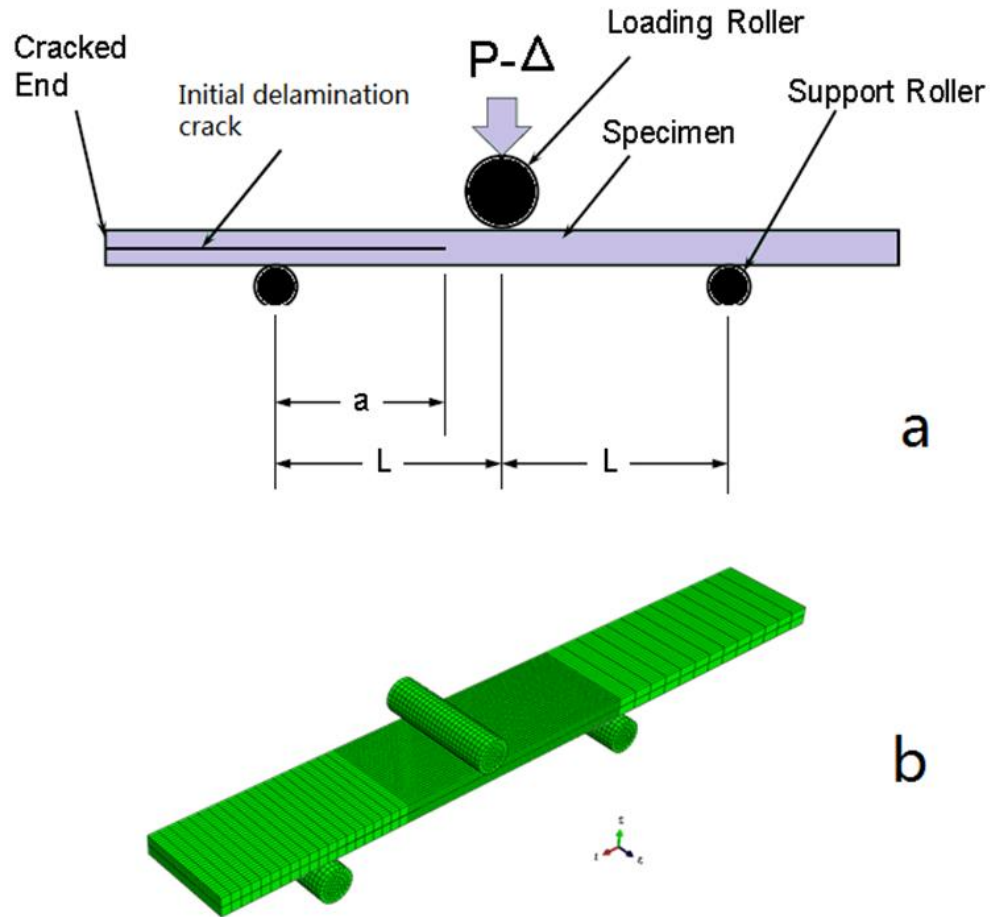 Loading Roller
P-Δ
Cracked
End
Initial delamination
crack
Support Roller
Specimen
a
L
L
a
b